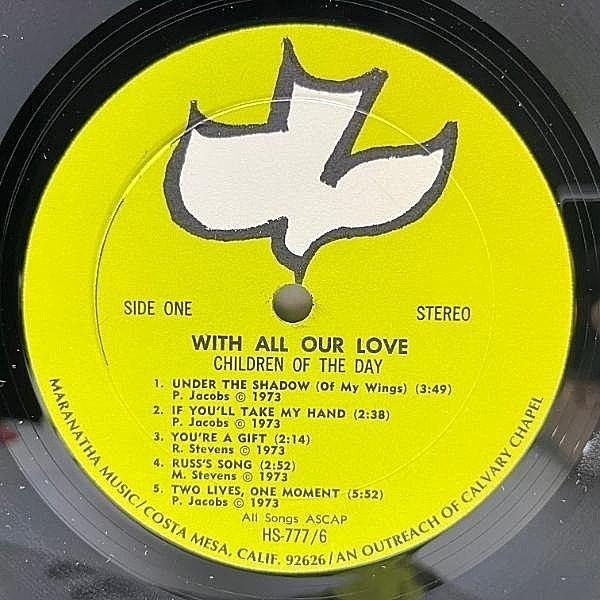 SIDE ONE
STEREO
WITH ALL OUR LOVE
CHILDREN OF THE DAY
1. UNDER THE SHADOW (Of My Wings) (3:49)
P. Jacobs © 1973
2. IF YOU'LL TAKE MY HAND (2:38)
P. Jacobs © 1973
3. YOU'RE A GIFT (2:14)
R. Stevens © 1973
4. RUSS'S SONG (2:52)
M. Stevens © 1973
5. TWO LIVES, ONE MOMENT (5:52)
P. Jacobs © 1973
All Songs ASCAP
HS-777/6
MARANATHA MUSIC/COSTA MESA, CALIF. 92626/AN OUTREACH OF CALVARY CHAPEL